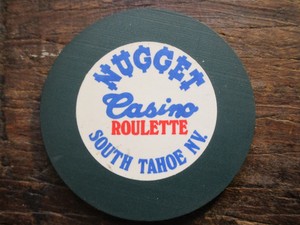 NUGGET
Casino
ROULETTE
SOUTH TAHOE NV.